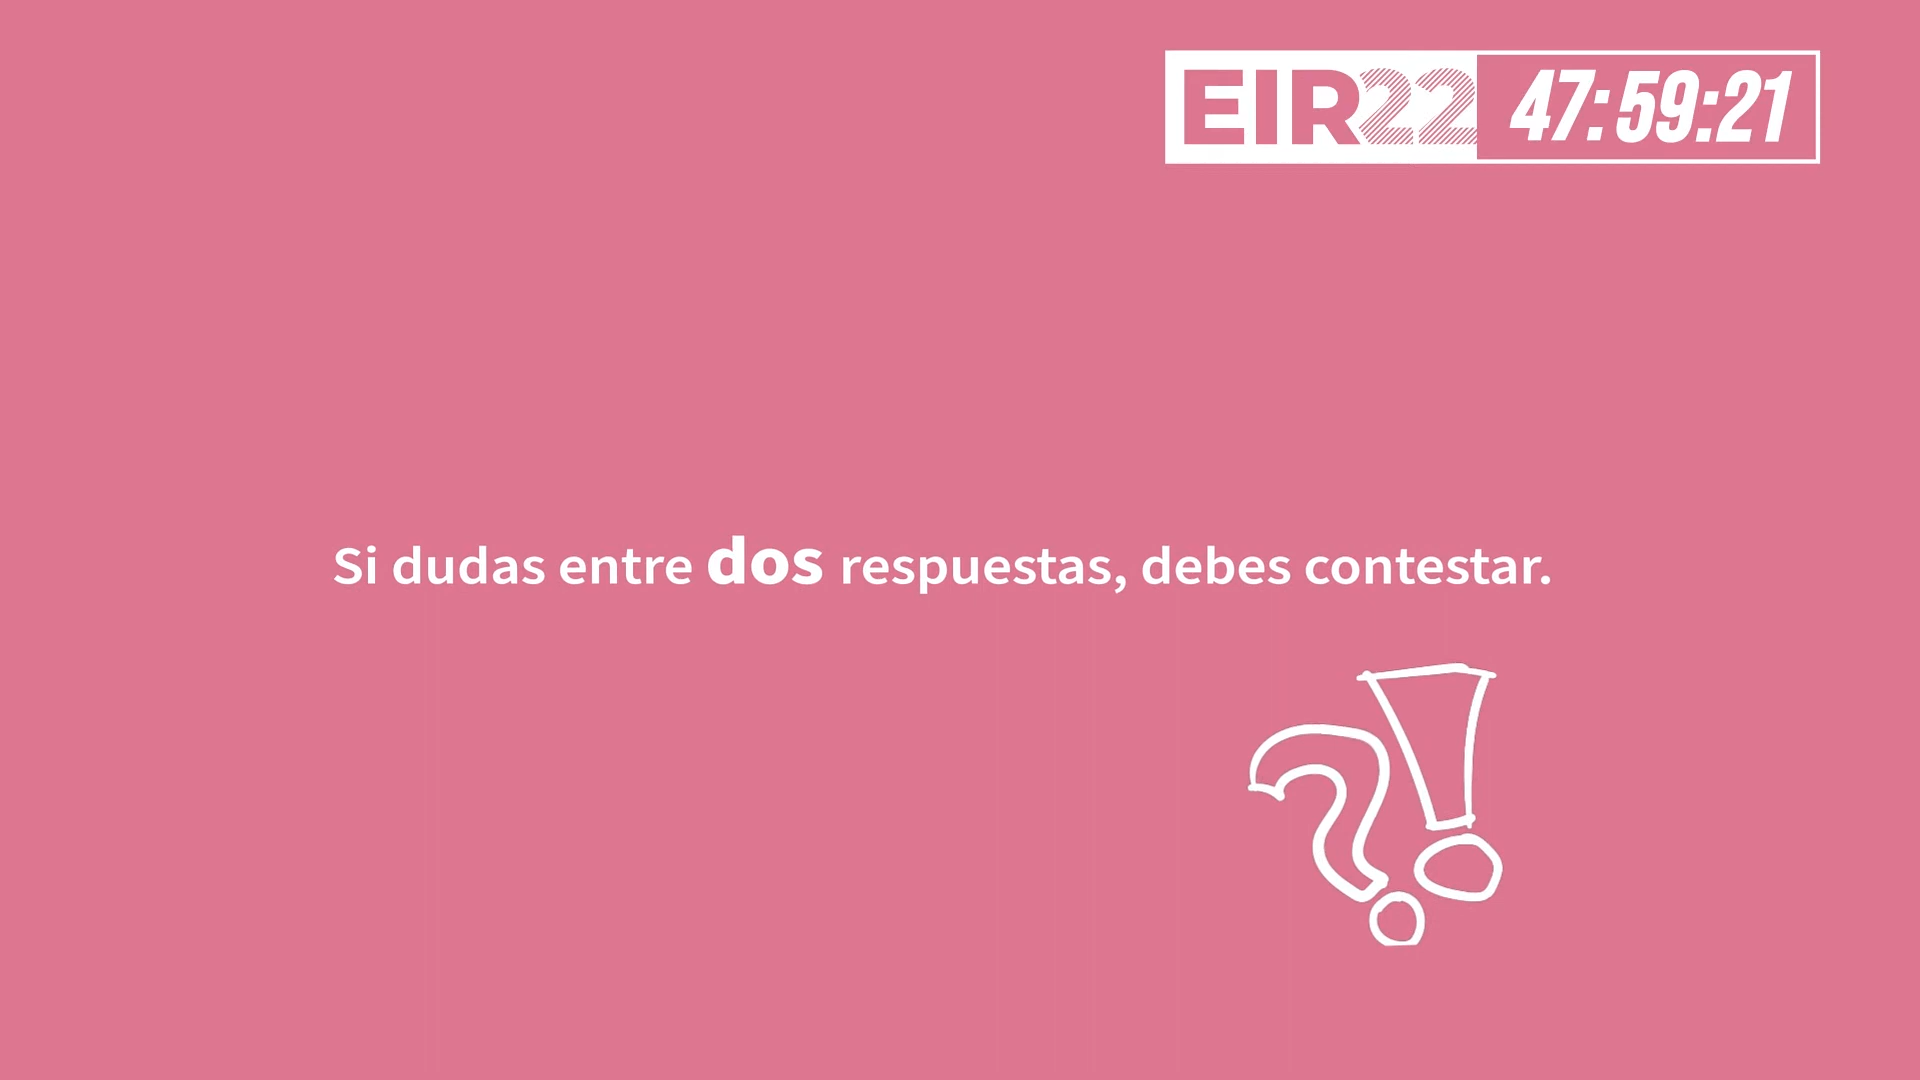 EIR22 47:59:21
Si dudas entre dos respuestas, debes contestar.
?!